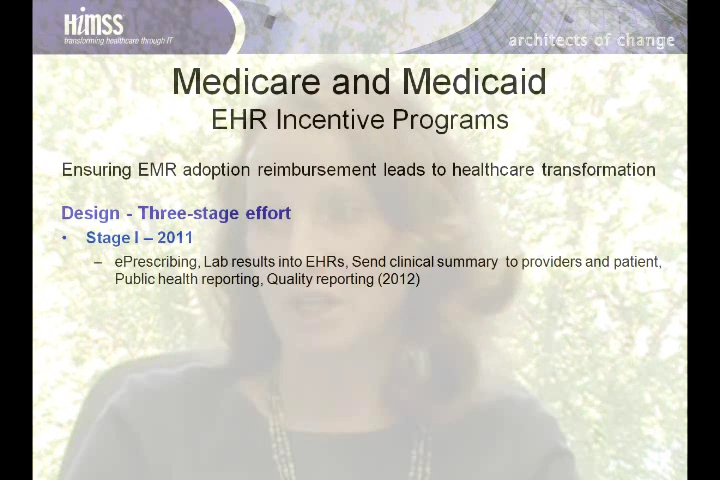 HiMSS
transforming healthcare through IT
architects of change
Medicare and Medicaid
EHR Incentive Programs
Ensuring EMR adoption reimbursement leads to healthcare transformation
Design - Three-stage effort
• Stage I – 2011
– ePrescribing, Lab results into EHRs, Send clinical summary to providers and patient,
Public health reporting, Quality reporting (2012)